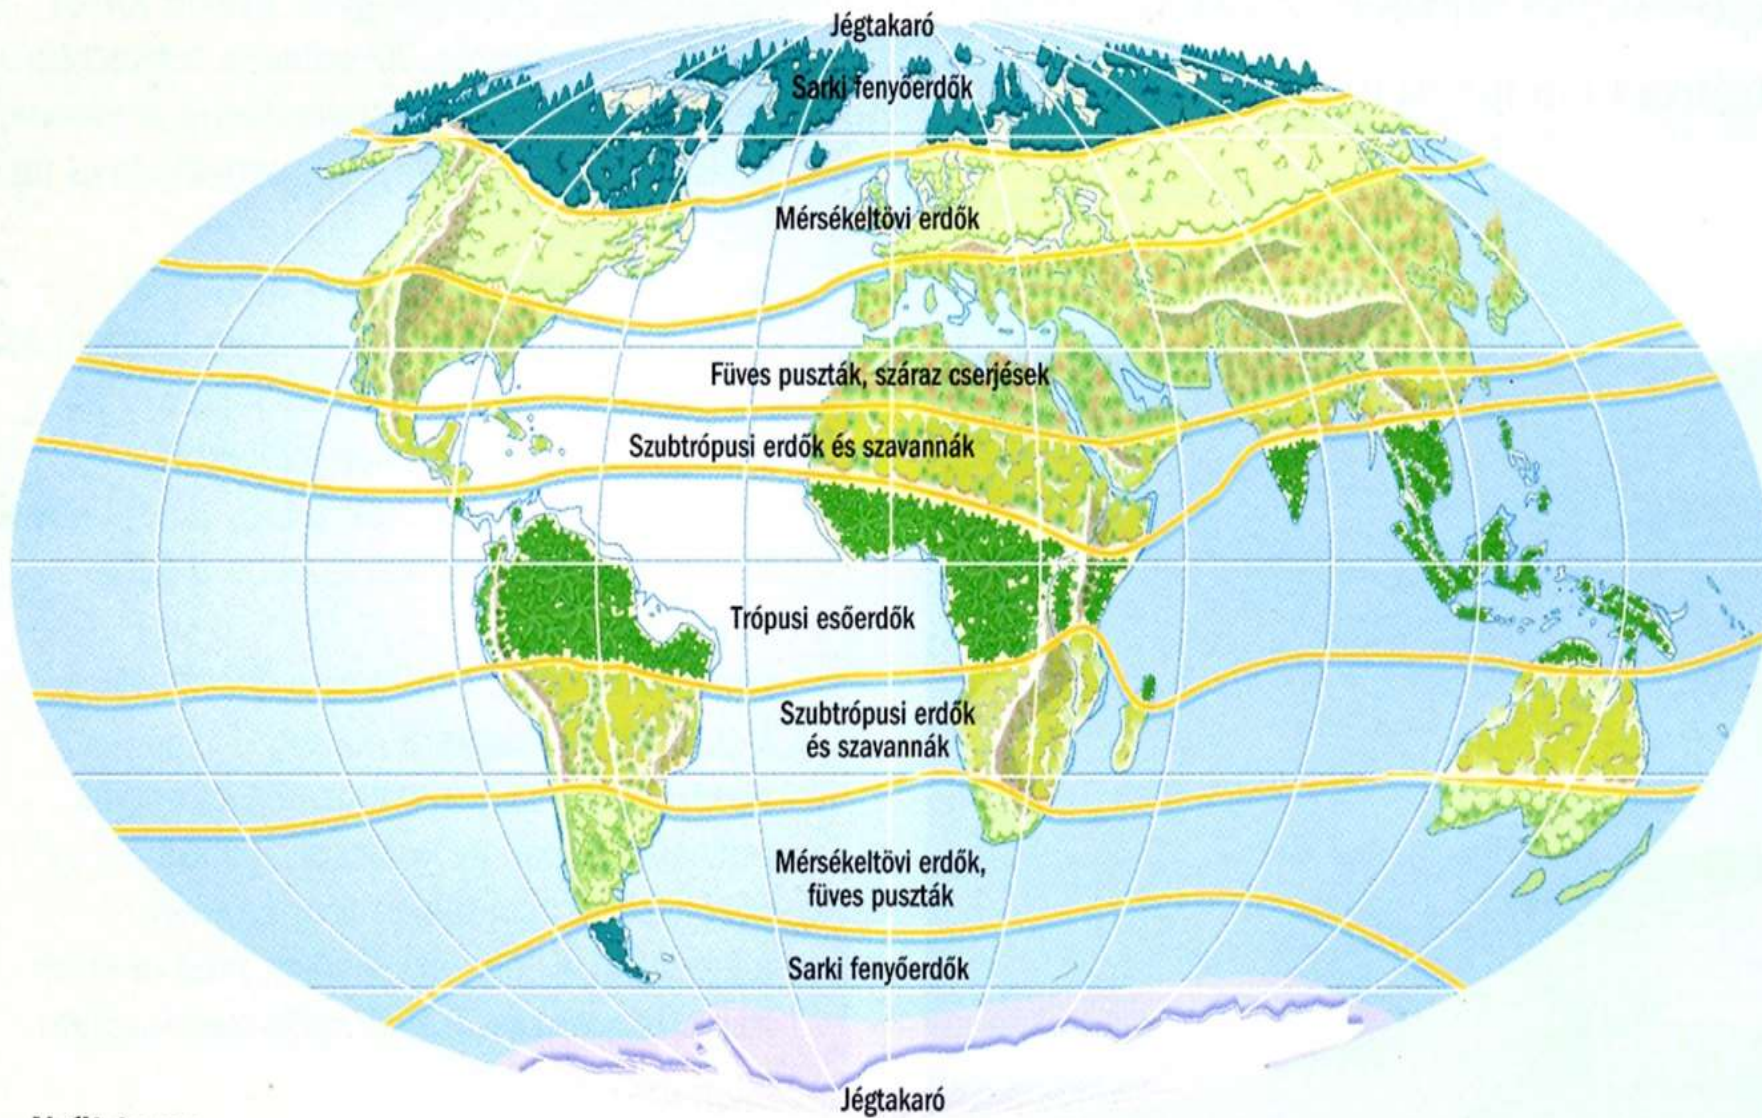 Jégtakaró
Sarki fenyőerdők
Mérsékeltövi erdők
Füves puszták, száraz cserjések
Szubtrópusi erdők és szavannák
Trópusi esőerdők
Szubtrópusi erdők
és szavannák
Mérsékeltövi erdők,
füves puszták
Sarki fenyőerdők
Jégtakaró